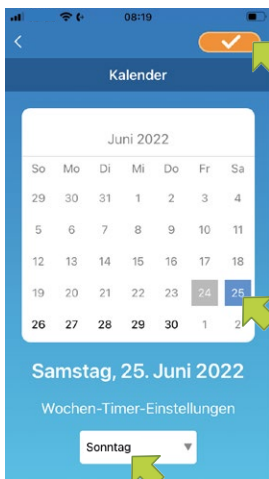 08:19
Kalender
Juni 2022
So Mo Di Mi Do Fr Sa
29 30 31 1 2 3 4
5 6 7 8 9 10 11
12 13 14 15 16 17 18
19 20 21 22 23 24 25
26 27 28 29 30 1 2
Samstag, 25. Juni 2022
Wochen-Timer-Einstellungen
Sonntag